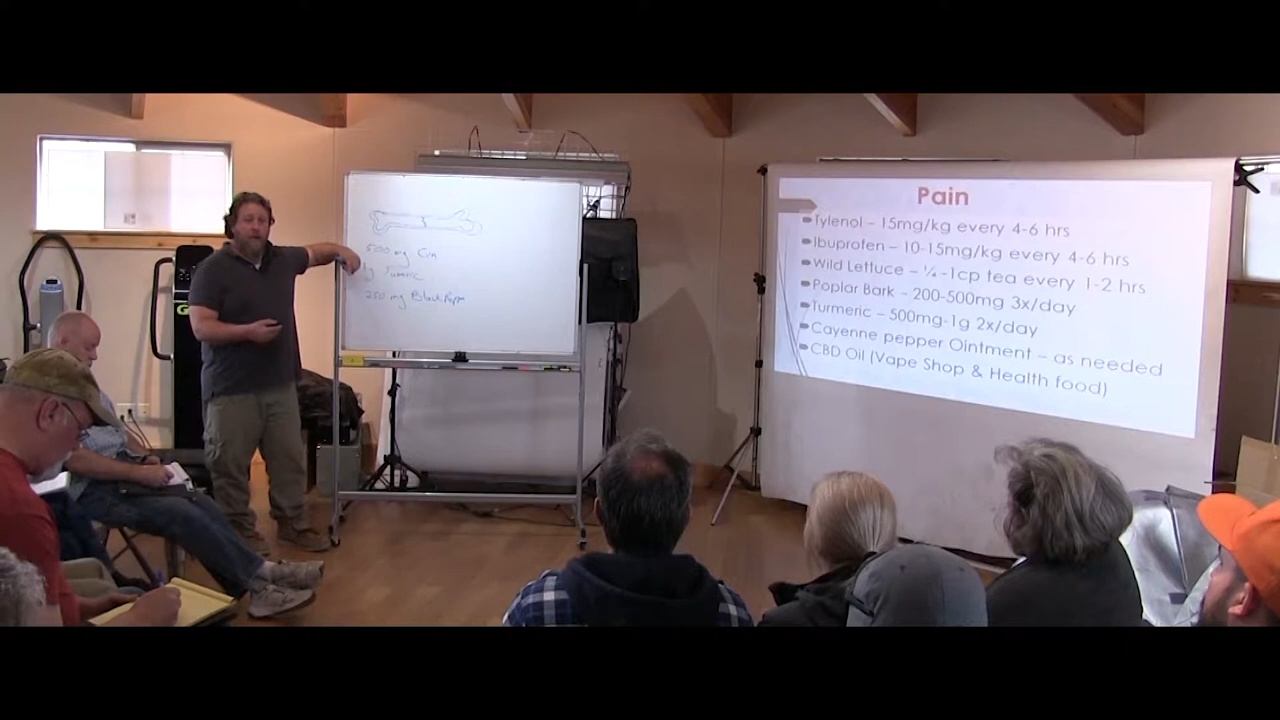 500 mg Cin
1g Tumeric
250 mg Black Pepper
Pain
Tylenol – 15mg/kg every 4-6 hrs
Ibuprofen – 10-15mg/kg every 4-6 hrs
Wild Lettuce – ¼ -1cp tea every 1-2 hrs
Poplar Bark – 200-500mg 3x/day
Turmeric – 500mg-1g 2x/day
Cayenne pepper Ointment – as needed
CBD Oil (Vape Shop & Health food)